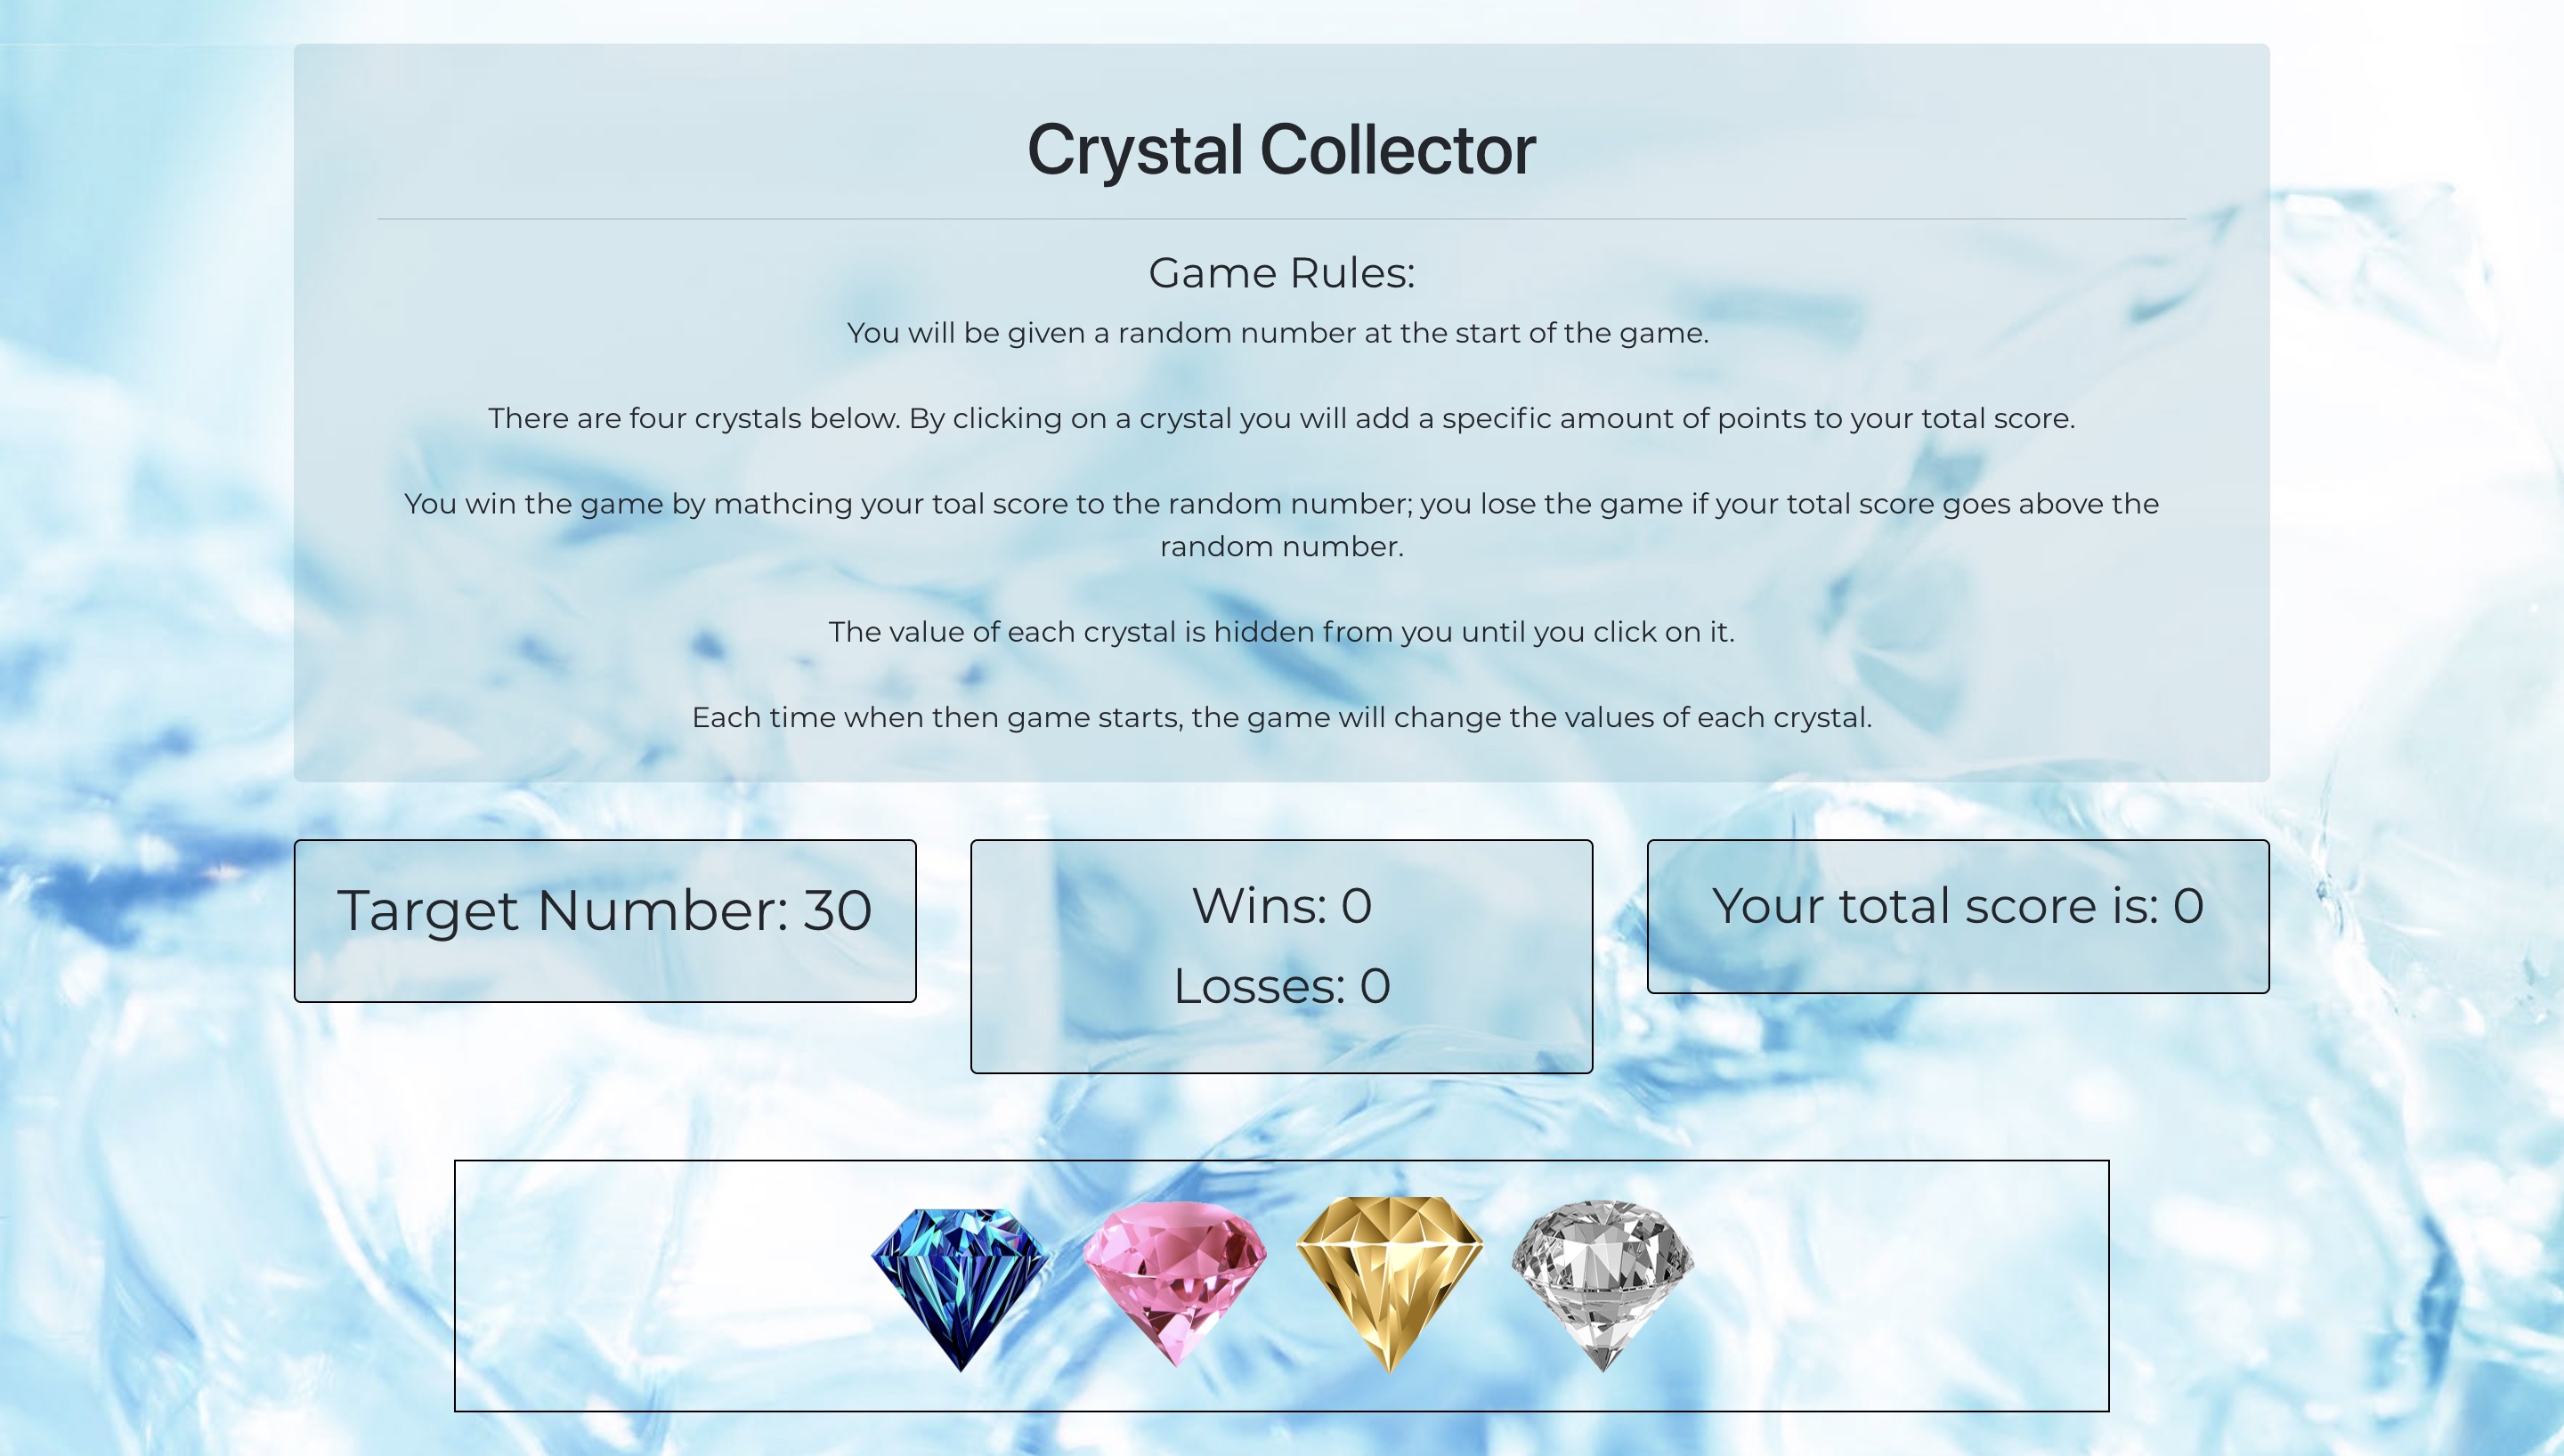 Crystal Collector
Game Rules:
You will be given a random number at the start of the game.
There are four crystals below. By clicking on a crystal you will add a specific amount of points to your total score.
You win the game by mathcing your toal score to the random number; you lose the game if your total score goes above the
random number.
The value of each crystal is hidden from you until you click on it.
Each time when then game starts, the game will change the values of each crystal.
Target Number: 30
Wins: 0
Losses: 0
Your total score is: 0